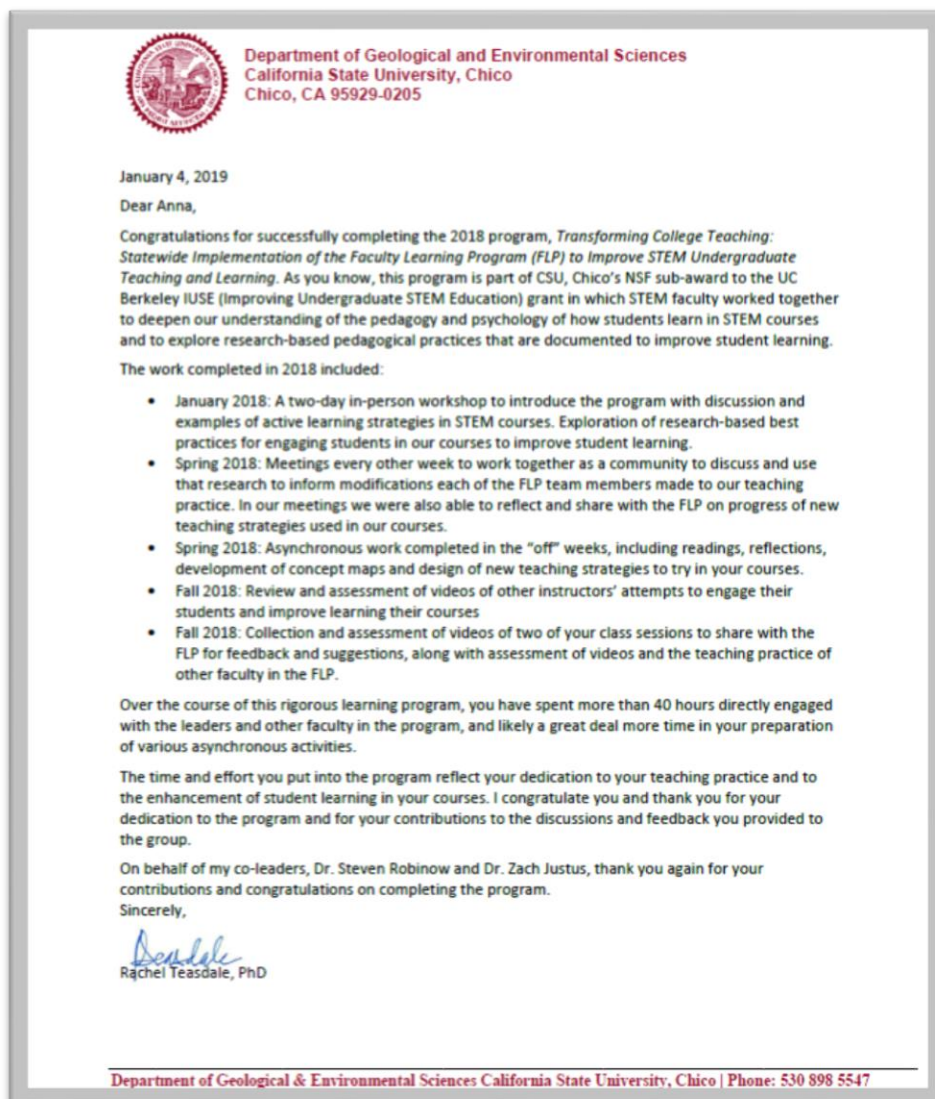 Department of Geological and Environmental Sciences
California State University, Chico
Chico, CA 95929-0205
January 4, 2019
Dear Anna,
Congratulations for successfully completing the 2018 program, Transforming College Teaching:
Statewide Implementation of the Faculty Learning Program (FLP) to Improve STEM Undergraduate
Teaching and Learning. As you know, this program is part of CSU, Chico's NSF sub-award to the UC
Berkeley IUSE (Improving Undergraduate STEM Education) grant in which STEM faculty worked together
to deepen our understanding of the pedagogy and psychology of how students learn in STEM courses
and to explore research-based pedagogical practices that are documented to improve student learning.
The work completed in 2018 included:
• January 2018: A two-day in-person workshop to introduce the program with discussion and
examples of active learning strategies in STEM courses. Exploration of research-based best
practices for engaging students in our courses to improve student learning.
• Spring 2018: Meetings every other week to work together as a community to discuss and use
that research to inform modifications each of the FLP team members made to our teaching
practice. In our meetings we were also able to reflect and share with the FLP on progress of new
teaching strategies used in our courses.
• Spring 2018: Asynchronous work completed in the "off" weeks, including readings, reflections,
development of concept maps and design of new teaching strategies to try in your courses.
• Fall 2018: Review and assessment of videos of other instructors' attempts to engage their
students and improve learning their courses
• Fall 2018: Collection and assessment of videos of two of your class sessions to share with the
FLP for feedback and suggestions, along with assessment of videos and the teaching practice of
other faculty in the FLP.
Over the course of this rigorous learning program, you have spent more than 40 hours directly engaged
with the leaders and other faculty in the program, and likely a great deal more time in your preparation
of various asynchronous activities.
The time and effort you put into the program reflect your dedication to your teaching practice and to
the enhancement of student learning in your courses. I congratulate you and thank you for your
dedication to the program and for your contributions to the discussions and feedback you provided to
the group.
On behalf of my co-leaders, Dr. Steven Robinow and Dr. Zach Justus, thank you again for your
contributions and congratulations on completing the program.
Sincerely,
Teasdale
Rachel Teasdale, PhD
Department of Geological & Environmental Sciences California State University, Chico | Phone: 530 898 5547